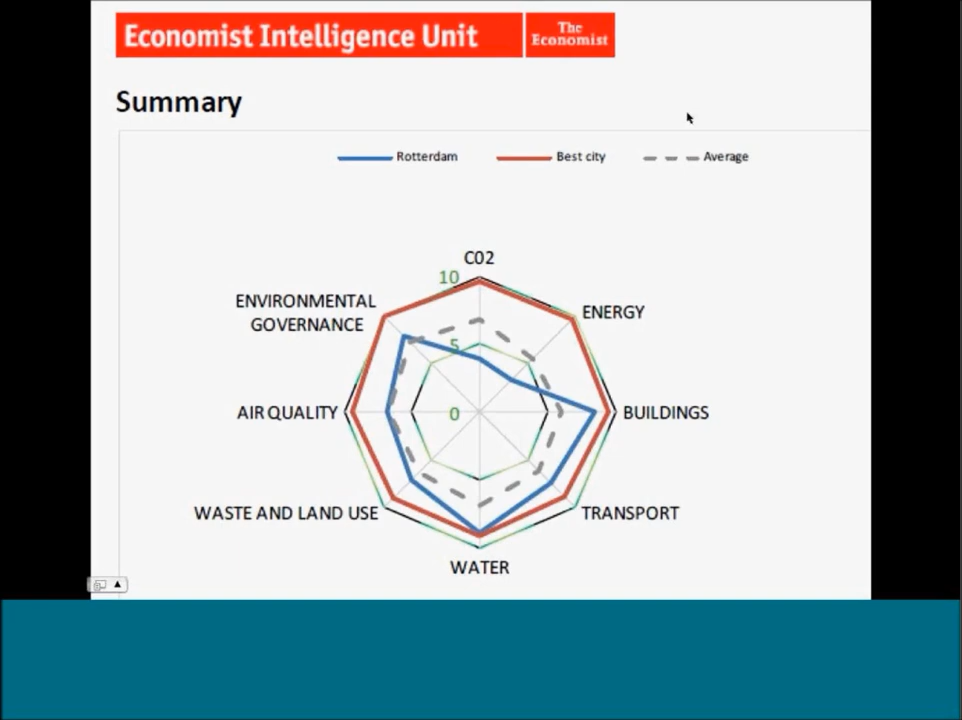 Economist Intelligence Unit
The
Economist
Summary
Rotterdam
Best city
Average
C02
10
ENVIRONMENTAL
GOVERNANCE
ENERGY
5
AIR QUALITY
0
BUILDINGS
WASTE AND LAND USE
TRANSPORT
WATER